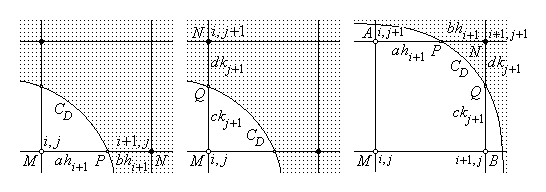 C_D
i,j
i+1,j
M ah_{i+1} P bh_{i+1} N
N i,j+1
dk_{j+1}
Q
ck_{j+1}
C_D
M i,j
A i,j+1 bh_{i+1} i+1,j+1
ah_{i+1} P N
C_D dk_{j+1}
Q
ck_{j+1}
M i,j i+1,j B